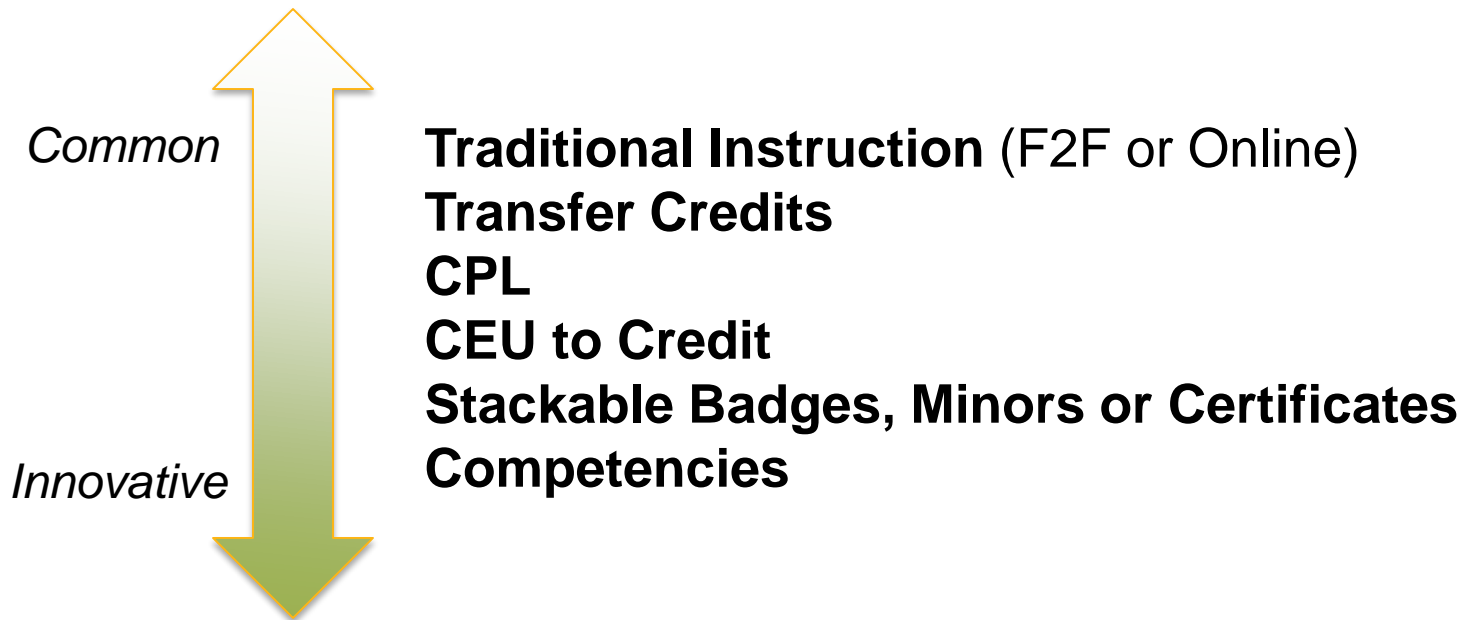 Common
Traditional Instruction (F2F or Online)
Transfer Credits
CPL
CEU to Credit
Stackable Badges, Minors or Certificates
Innovative
Competencies